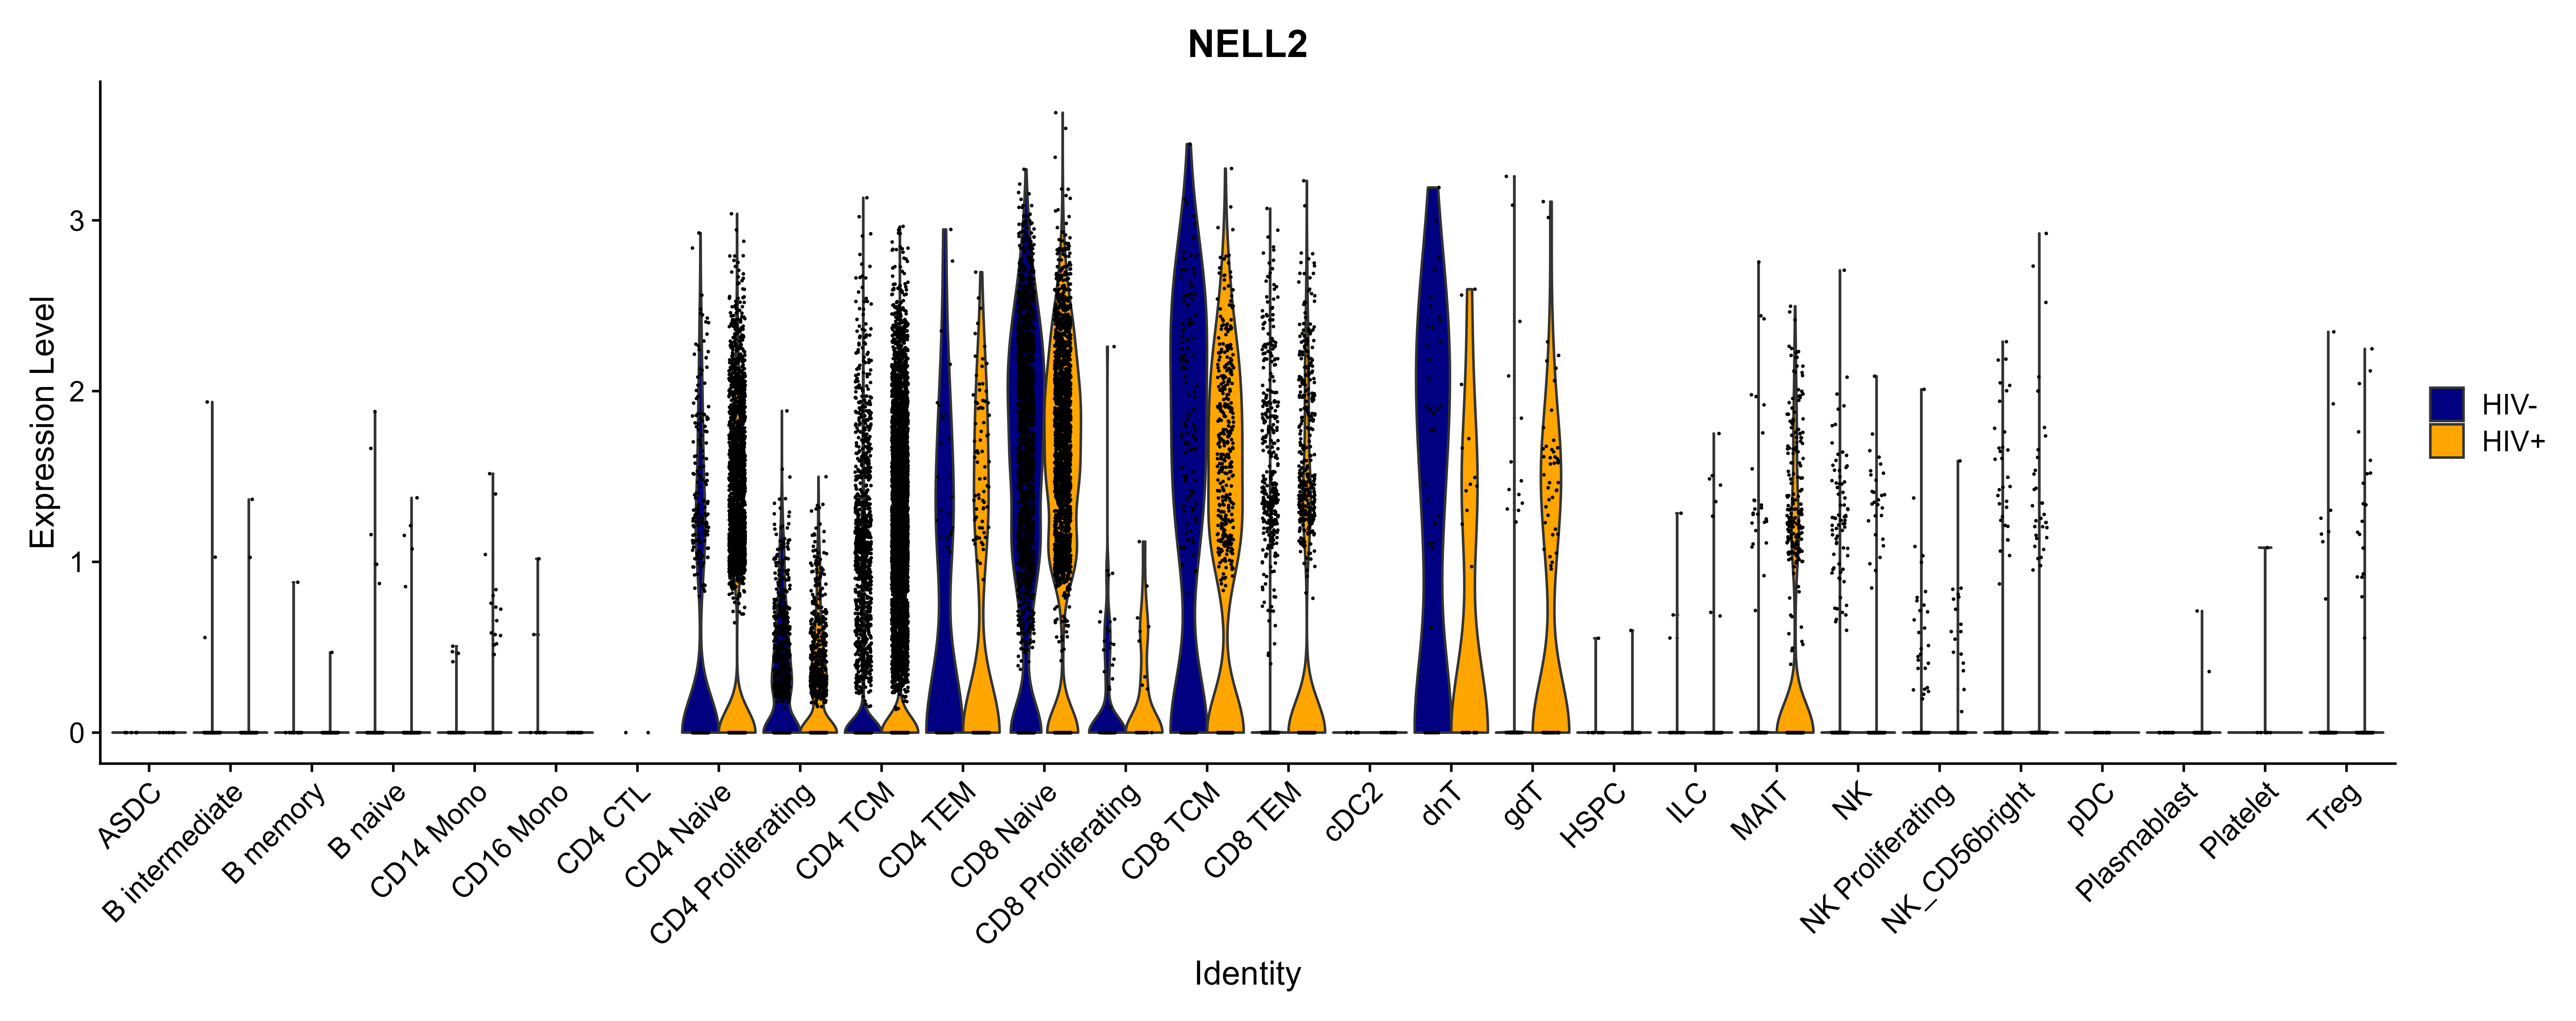 NELL2
Expression Level
3
2
1
0
ASDC
B intermediate
B memory
B naive
CD14 Mono
CD16 Mono
CD4 CTL
CD4 Naive
CD4 Proliferating
CD4 TCM
CD4 TEM
CD8 Naive
CD8 Proliferating
CD8 TCM
CD8 TEM
cDC2
dnT
gdT
HSPC
ILC
MAIT
NK
NK Proliferating
NK_CD56bright
pDC
Plasmablast
Platelet
Treg
Identity
HIV-
HIV+